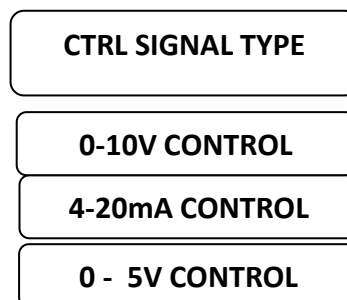 CTRL SIGNAL TYPE
0-10V CONTROL
4-20mA CONTROL
0 - 5V CONTROL